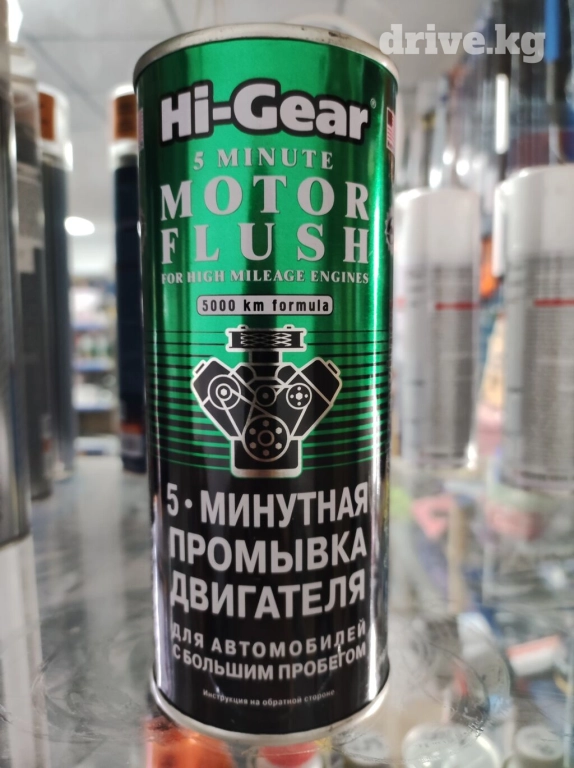 drive.kg
Hi-Gear®
5 MINUTE
MOTOR
FLUSH
FOR HIGH MILEAGE ENGINES
5000 km formula
5 · МИНУТНАЯ
ПРОМЫВКА
ДВИГАТЕЛЯ
ДЛЯ АВТОМОБИЛЕЙ
С БОЛЬШИМ ПРОБЕГОМ
Инструкция на обратной стороне